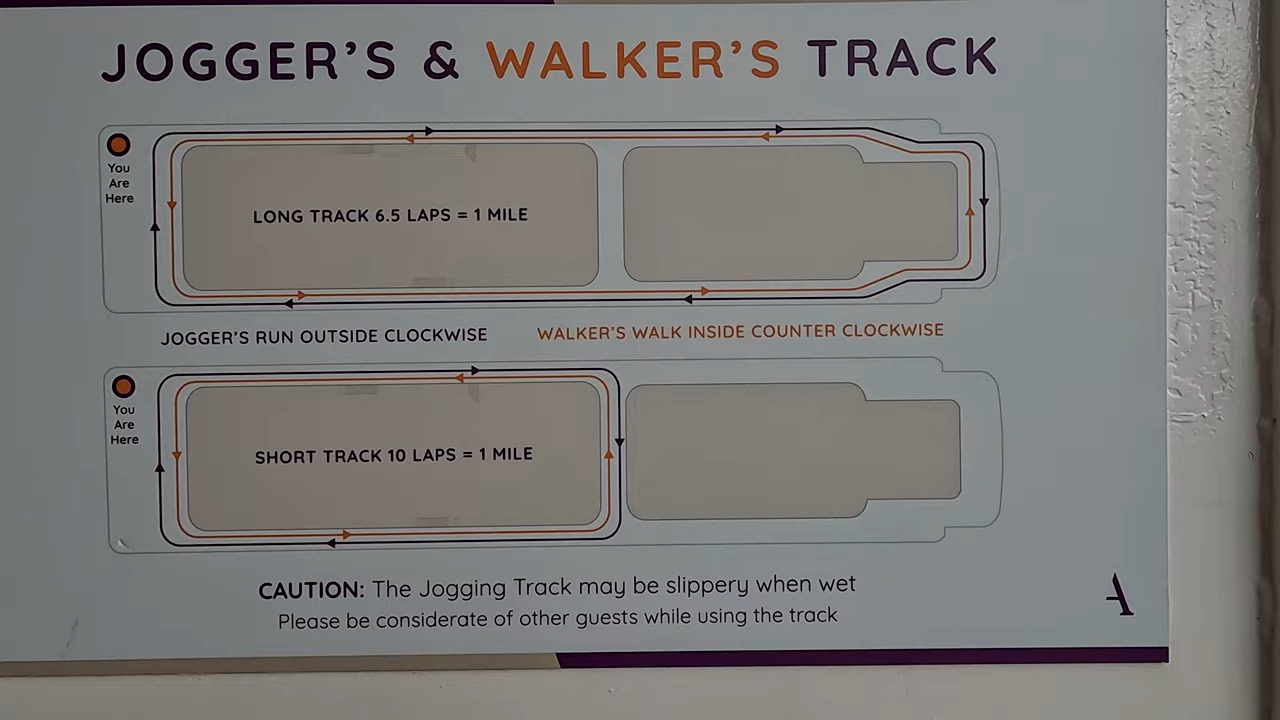 JOGGER'S & WALKER'S TRACK
You
Are
Here
LONG TRACK 6.5 LAPS = 1 MILE
JOGGER'S RUN OUTSIDE CLOCKWISE
WALKER'S WALK INSIDE COUNTER CLOCKWISE
You
Are
Here
SHORT TRACK 10 LAPS = 1 MILE
CAUTION: The Jogging Track may be slippery when wet
Please be considerate of other guests while using the track
A